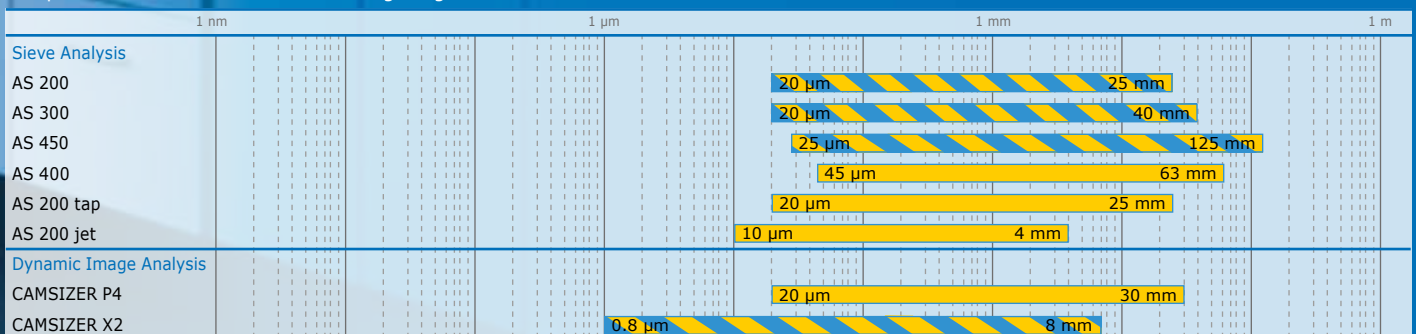 1 nm 1 μm 1 mm 1 m
Sieve Analysis
AS 200 20 μm 25 mm
AS 300 20 μm 40 mm
AS 450 25 μm 125 mm
AS 400 45 μm 63 mm
AS 200 tap 20 μm 25 mm
AS 200 jet 10 μm 4 mm
Dynamic Image Analysis
CAMSIZER P4 20 μm 30 mm
CAMSIZER X2 0.8 μm 8 mm